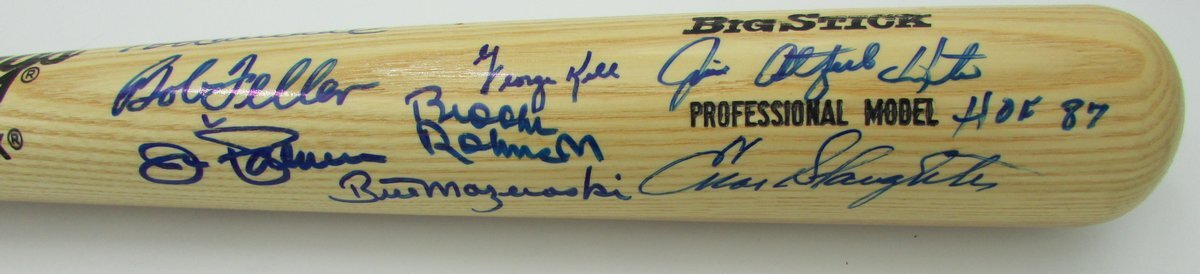 BIG STICK
Bob Feller
George Kell
Jim Catfish Hunter
PROFESSIONAL MODEL HOF 87
Brooks Robinson
Jim Palmer
Bill Mazeroski
Enos Slaughter
®
®